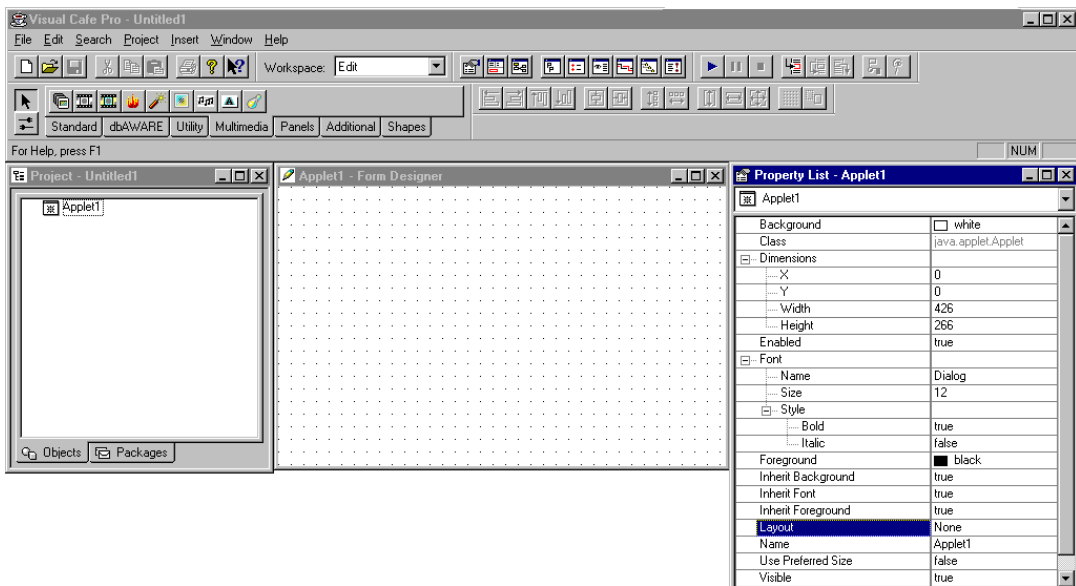 Visual Cafe Pro - Untitled1
File Edit Search Project Insert Window Help
Workspace: Edit
Standard dbAWARE Utility Multimedia Panels Additional Shapes
For Help, press F1
NUM
Project - Untitled1
Applet1
Objects Packages
Applet1 - Form Designer
Property List - Applet1
Applet1
Background white
Class java.applet.Applet
Dimensions
X 0
Y 0
Width 426
Height 266
Enabled true
Font
Name Dialog
Size 12
Style
Bold true
Italic false
Foreground black
Inherit Background true
Inherit Font true
Inherit Foreground true
Layout None
Name Applet1
Use Preferred Size false
Visible true